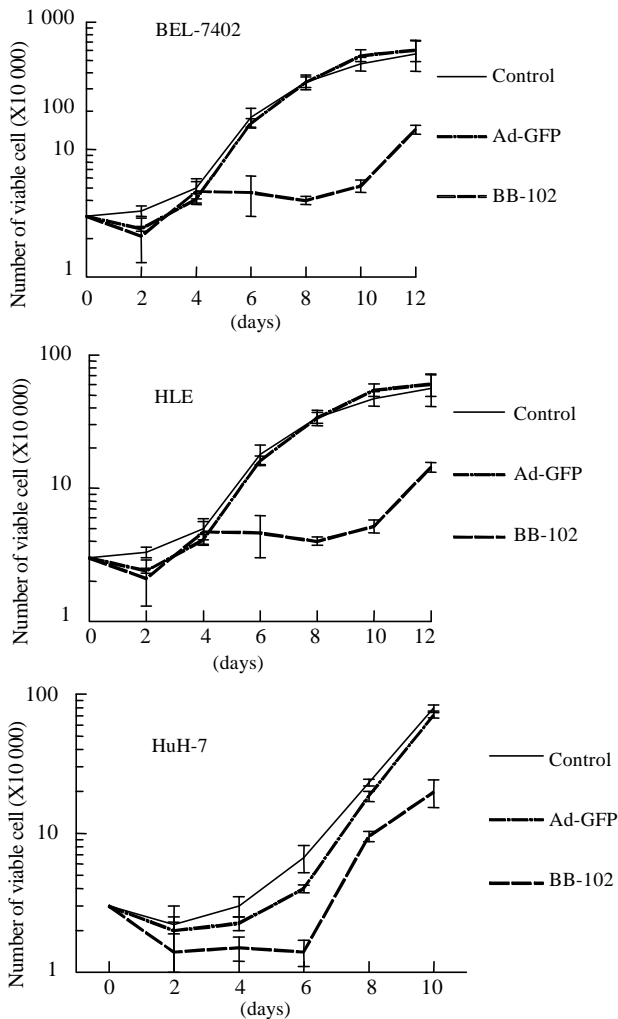 1 000
BEL-7402
Control
100
Ad-GFP
10
BB-102
1
Number of viable cell (X10 000)
0 2 4 6 8 10 12
(days)
100
HLE
Control
10
Ad-GFP
BB-102
1
Number of viable cell (X10 000)
0 2 4 6 8 10 12
(days)
100
HuH-7
Control
10
Ad-GFP
BB-102
1
Number of viable cell (X10 000)
0 2 4 6 8 10
(days)